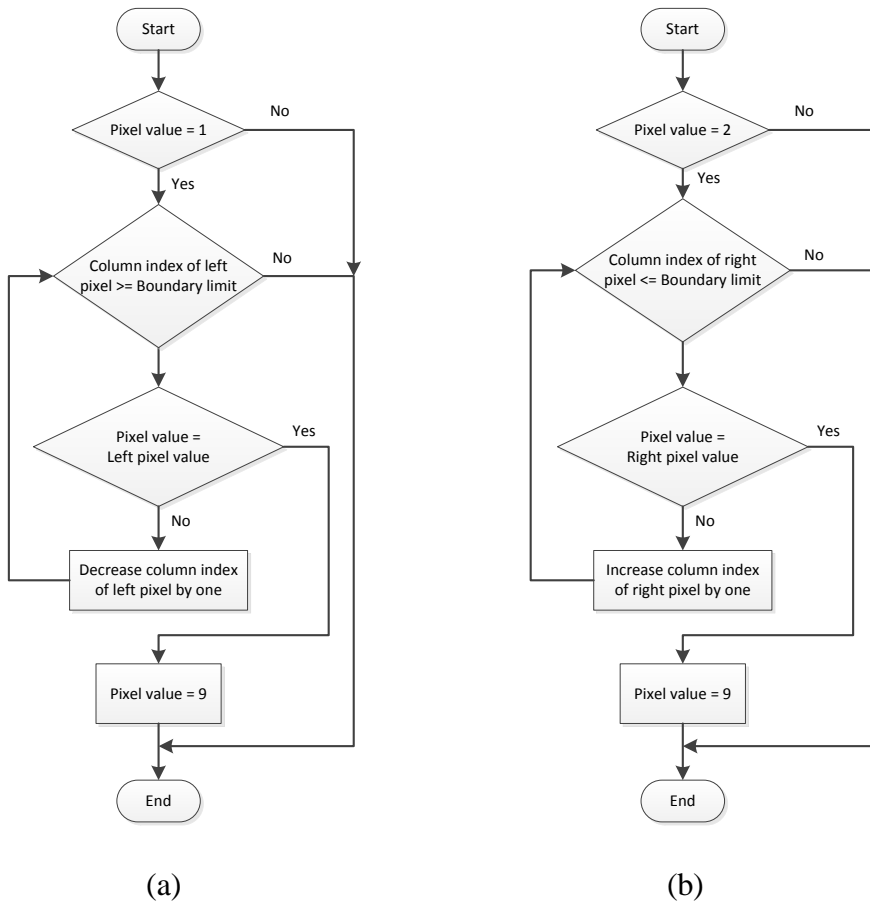 Start
Pixel value = 1
No
Yes
Column index of left
pixel >= Boundary limit
No
Pixel value =
Left pixel value
Yes
No
Decrease column index
of left pixel by one
Pixel value = 9
End
(a)
Start
Pixel value = 2
No
Yes
Column index of right
pixel <= Boundary limit
No
Pixel value =
Right pixel value
Yes
No
Increase column index
of right pixel by one
Pixel value = 9
End
(b)